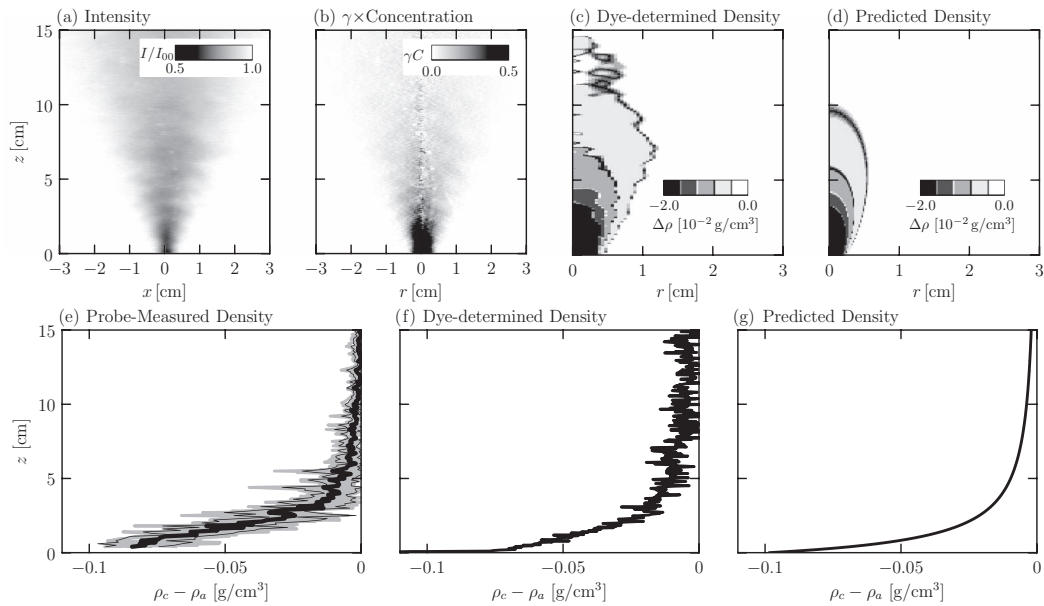 (a) Intensity
(b) γ×Concentration
(c) Dye-determined Density
(d) Predicted Density
15
10
5
0
z [cm]
I/I₀₀
0.5 1.0
γC
0.0 0.5
−2.0 0.0
Δρ [10⁻² g/cm³]
−2.0 0.0
Δρ [10⁻² g/cm³]
−3 −2 −1 0 1 2 3
−3 −2 −1 0 1 2 3
0 1 2 3
0 1 2 3
x [cm]
r [cm]
r [cm]
r [cm]
(e) Probe-Measured Density
(f) Dye-determined Density
(g) Predicted Density
15
10
5
0
z [cm]
−0.1 −0.05 0
−0.1 −0.05 0
−0.1 −0.05 0
ρc − ρa [g/cm³]
ρc − ρa [g/cm³]
ρc − ρa [g/cm³]